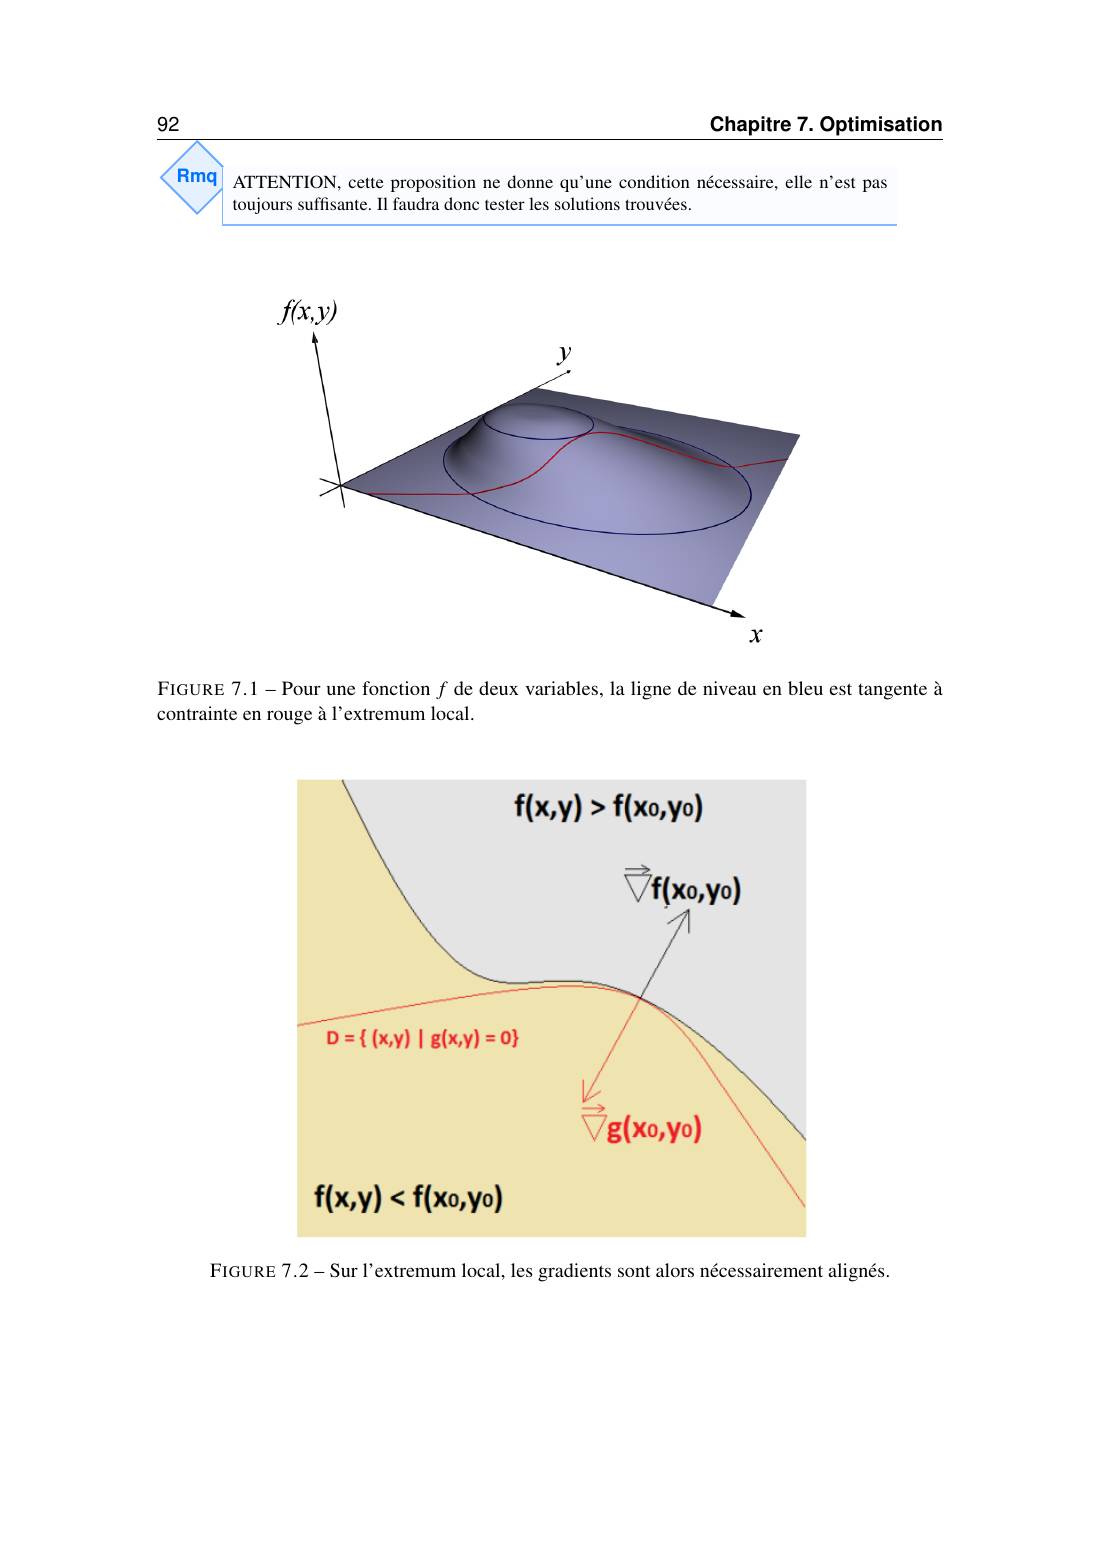 92
Chapitre 7. Optimisation
Rmq
ATTENTION, cette proposition ne donne qu'une condition nécessaire, elle n'est pas
toujours suffisante. Il faudra donc tester les solutions trouvées.
f(x,y)
y
x
FIGURE 7.1 – Pour une fonction f de deux variables, la ligne de niveau en bleu est tangente à
contrainte en rouge à l'extremum local.
f(x,y) > f(x₀,y₀)
∇⃗f(x₀,y₀)
D = { (x,y) | g(x,y) = 0}
∇⃗g(x₀,y₀)
f(x,y) < f(x₀,y₀)
FIGURE 7.2 – Sur l'extremum local, les gradients sont alors nécessairement alignés.